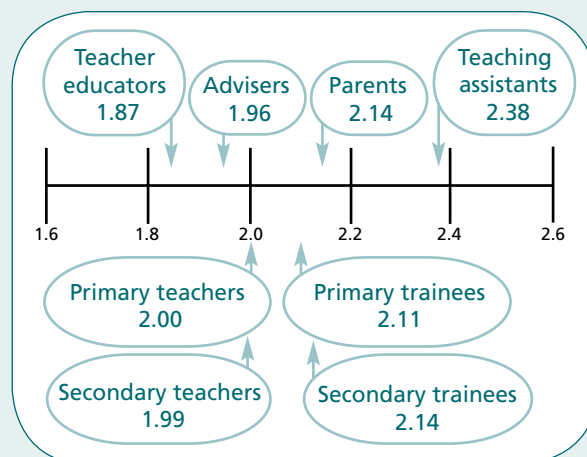 Teacher
educators
1.87
Advisers
1.96
Parents
2.14
Teaching
assistants
2.38
1.6 1.8 2.0 2.2 2.4 2.6
Primary teachers
2.00
Primary trainees
2.11
Secondary teachers
1.99
Secondary trainees
2.14